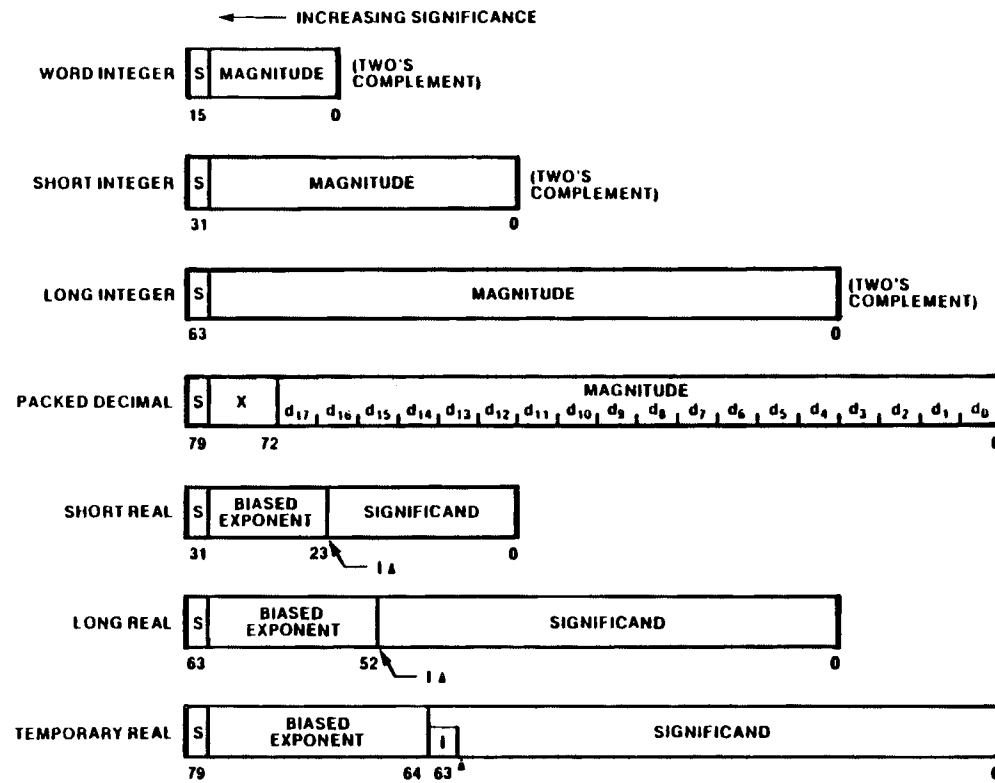 INCREASING SIGNIFICANCE
WORD INTEGER S MAGNITUDE (TWO'S COMPLEMENT)
15 0
SHORT INTEGER S MAGNITUDE (TWO'S COMPLEMENT)
31 0
LONG INTEGER S MAGNITUDE (TWO'S COMPLEMENT)
63 0
PACKED DECIMAL S X MAGNITUDE
d17 d16 d15 d14 d13 d12 d11 d10 d9 d8 d7 d6 d5 d4 d3 d2 d1 d0
79 72 0
SHORT REAL S BIASED EXPONENT SIGNIFICAND
31 23 0
I
LONG REAL S BIASED EXPONENT SIGNIFICAND
63 52 0
I
TEMPORARY REAL S BIASED EXPONENT I SIGNIFICAND
79 64 63 0